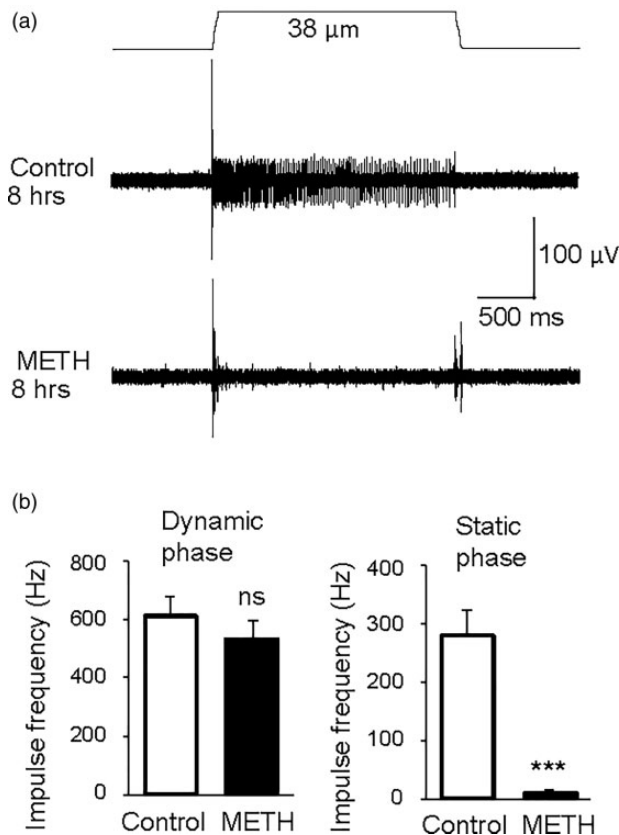 (a)
38 µm
Control
8 hrs
100 µV
500 ms
METH
8 hrs
(b)
Dynamic
phase
Impulse frequency (Hz)
800
600
400
200
0
ns
Control METH
Static
phase
Impulse frequency (Hz)
400
300
200
100
0
***
Control METH